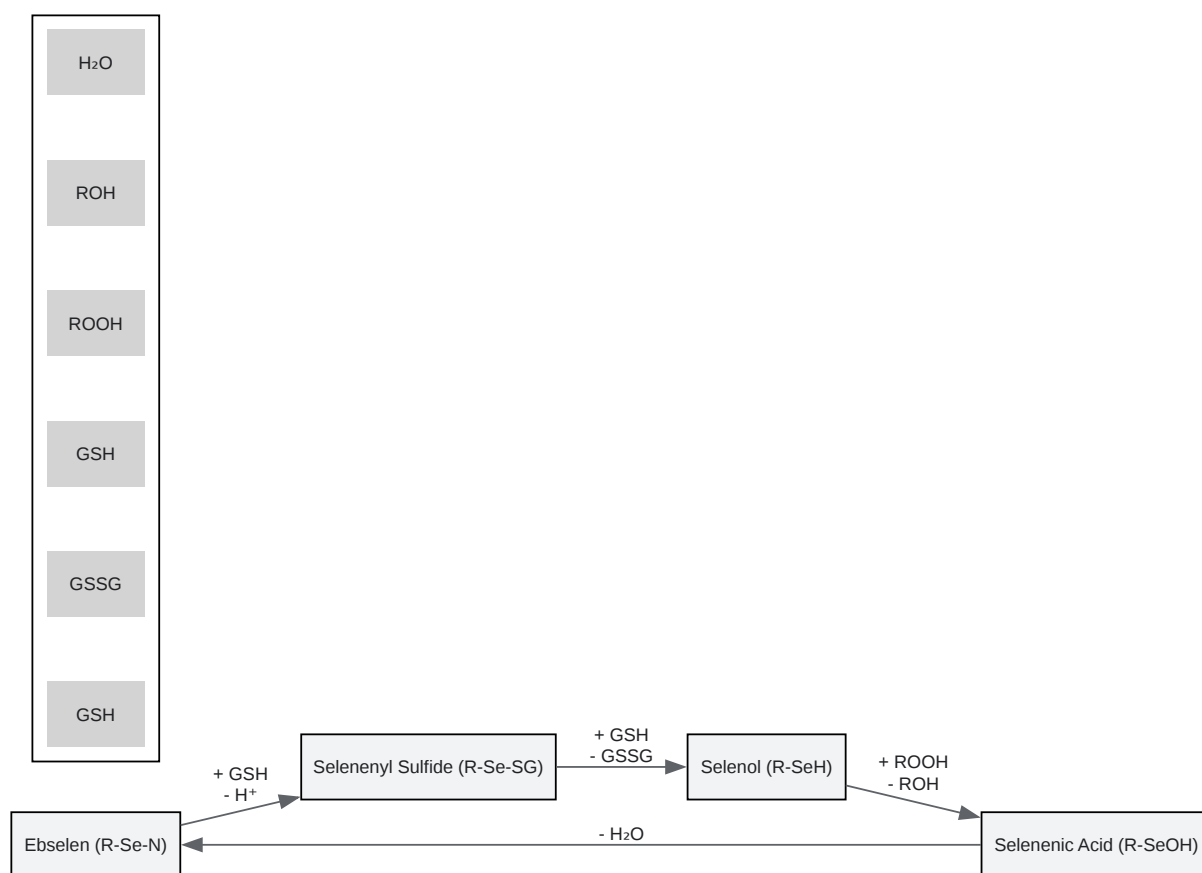 H₂O
ROH
ROOH
GSH
GSSG
GSH
+ GSH
- H⁺
Selenenyl Sulfide (R-Se-SG)
+ GSH
- GSSG
Selenol (R-SeH)
+ ROOH
- ROH
Ebselen (R-Se-N)
- H₂O
Selenenic Acid (R-SeOH)